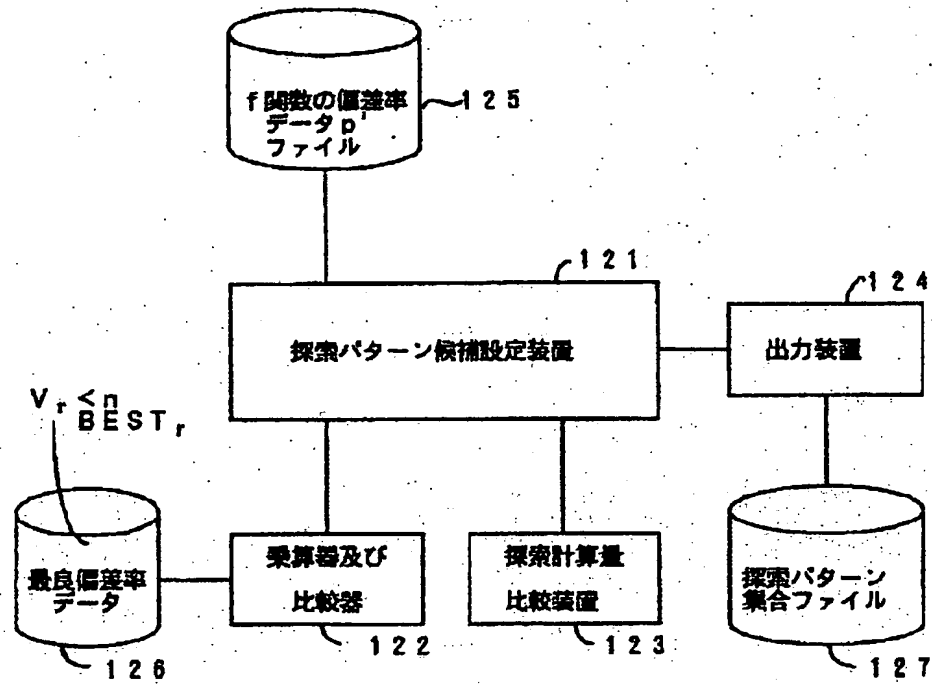 f関数の偏差率
データp'
ファイル
125
121
探索パターン候補設定装置
124
出力装置
Vr<n
BESTr
最良偏差率
データ
126
乗算器及び
比較器
122
探索計算量
比較装置
123
探索パターン
集合ファイル
127